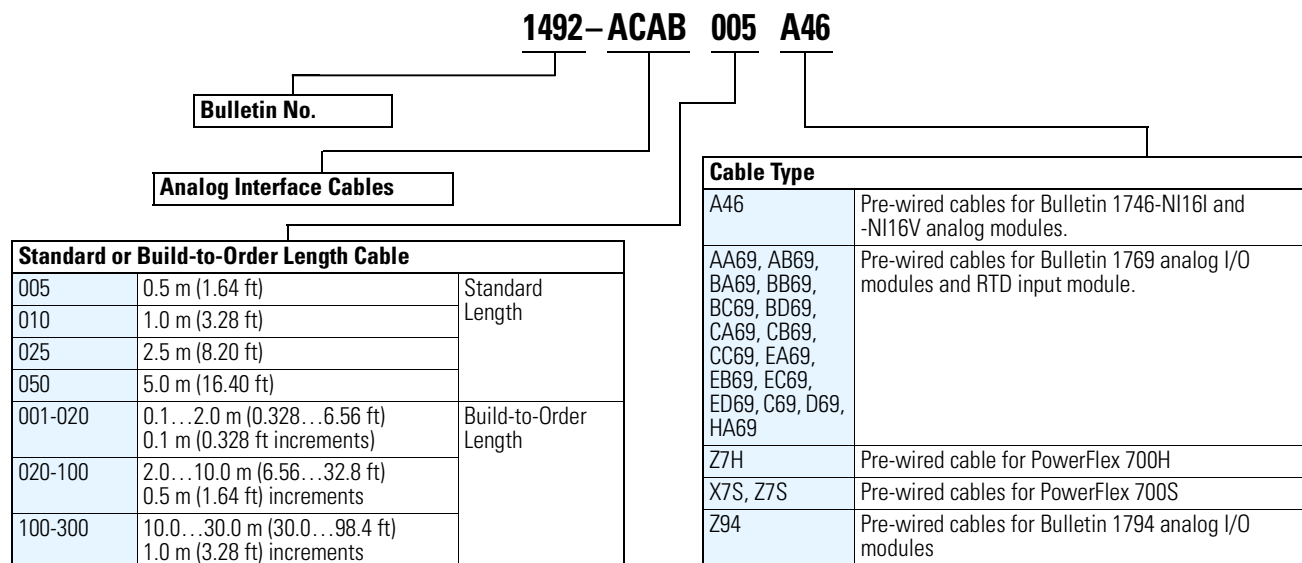 1492–ACAB 005 A46
Bulletin No.
Analog Interface Cables
Standard or Build-to-Order Length Cable
005 0.5 m (1.64 ft) Standard Length
010 1.0 m (3.28 ft)
025 2.5 m (8.20 ft)
050 5.0 m (16.40 ft)
001-020 0.1…2.0 m (0.328…6.56 ft) Build-to-Order Length
0.1 m (0.328 ft increments)
020-100 2.0…10.0 m (6.56…32.8 ft)
0.5 m (1.64 ft) increments
100-300 10.0…30.0 m (30.0…98.4 ft)
1.0 m (3.28 ft) increments
Cable Type
A46 Pre-wired cables for Bulletin 1746-NI16I and
-NI16V analog modules.
AA69, AB69, Pre-wired cables for Bulletin 1769 analog I/O
BA69, BB69, modules and RTD input module.
BC69, BD69,
CA69, CB69,
CC69, EA69,
EB69, EC69,
ED69, C69, D69,
HA69
Z7H Pre-wired cable for PowerFlex 700H
X7S, Z7S Pre-wired cables for PowerFlex 700S
Z94 Pre-wired cables for Bulletin 1794 analog I/O
modules